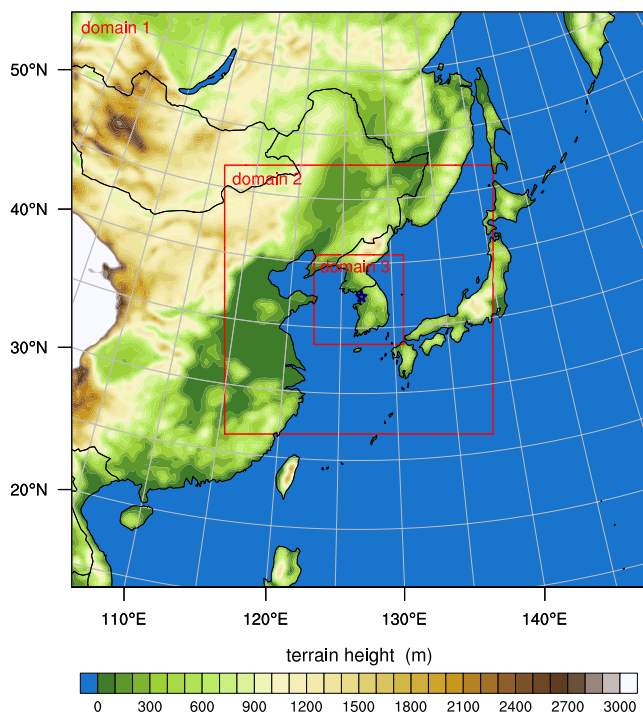 domain 1
50°N
domain 2
40°N
domain 3
30°N
20°N
110°E 120°E 130°E 140°E
terrain height (m)
0 300 600 900 1200 1500 1800 2100 2400 2700 3000